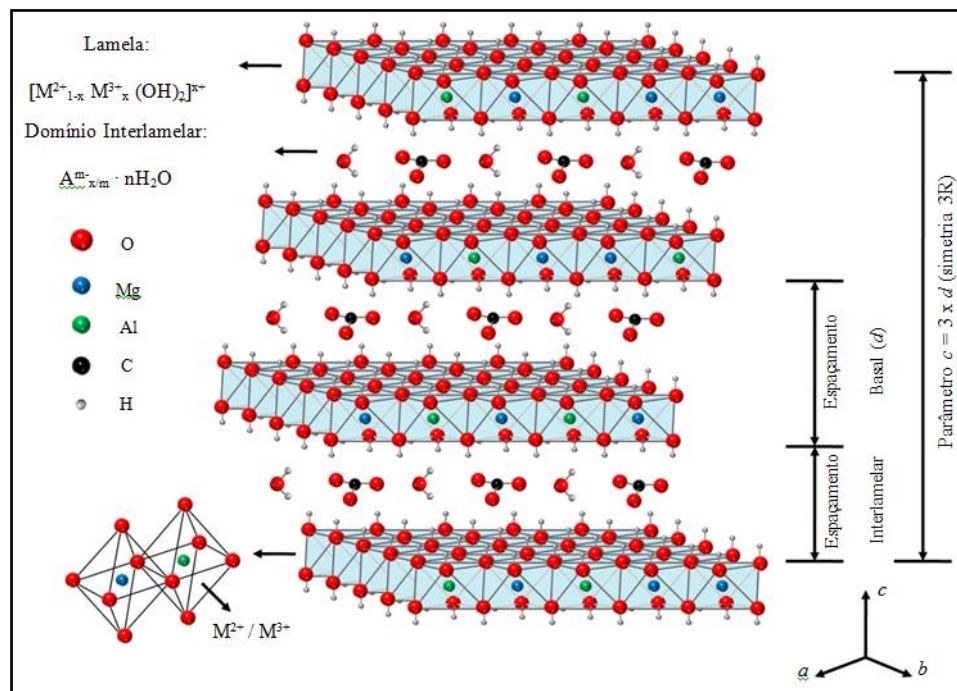 Lamela:
[M²⁺₁₋ₓ M³⁺ₓ (OH)₂]ˣ⁺
Domínio Interlamelar:
Aᵐ⁻ₓ/ₘ · nH₂O
O
Mg
Al
C
H
M²⁺ / M³⁺
Espaçamento
Basal (d)
Espaçamento
Interlamelar
Parâmetro c = 3 x d (simetria 3R)
c
a
b